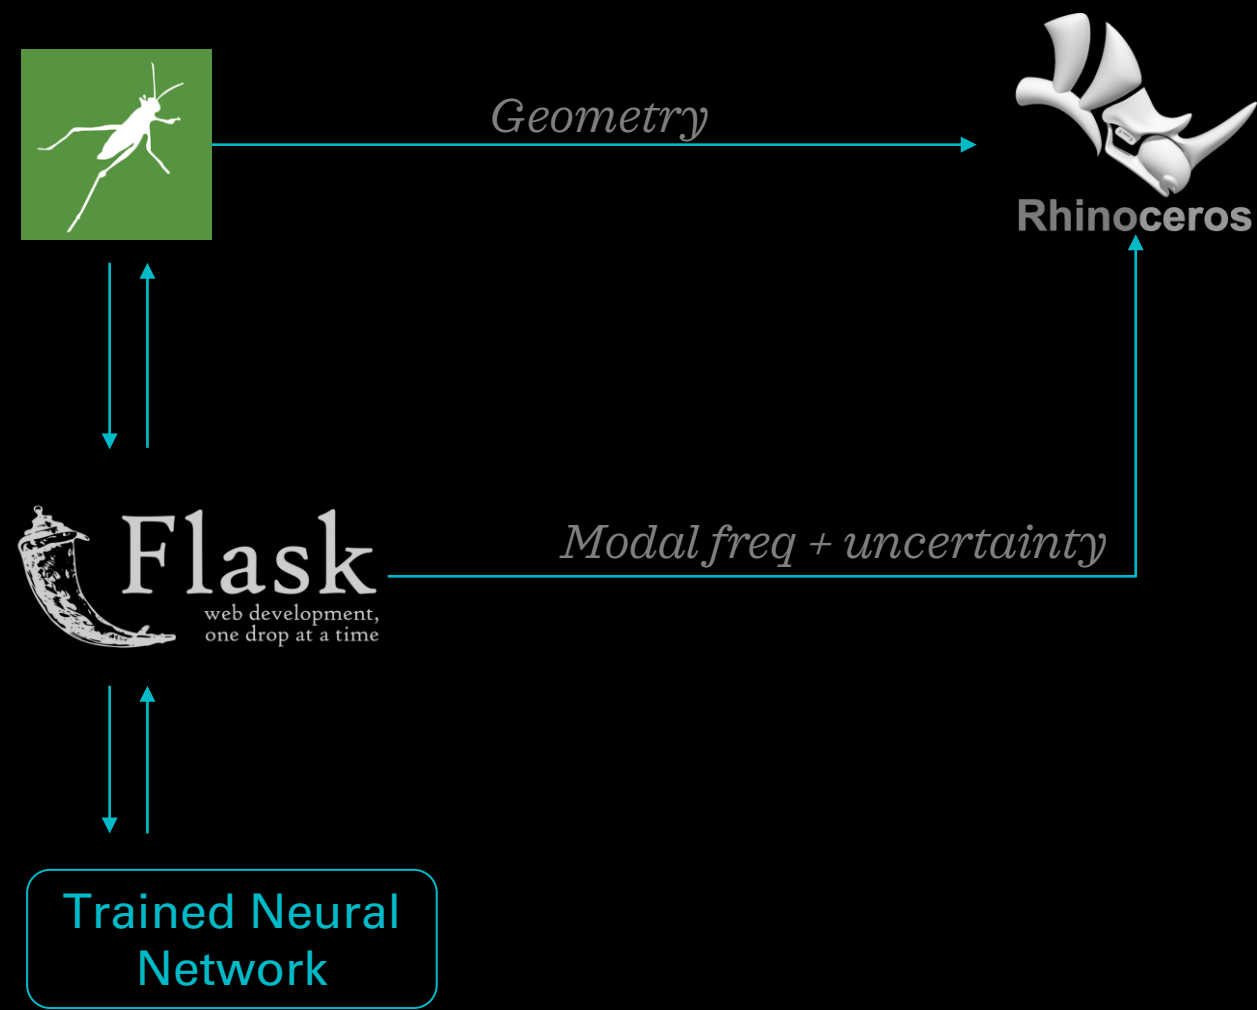 Geometry
Rhinoceros
Flask
web development,
one drop at a time
Modal freq + uncertainty
Trained Neural
Network